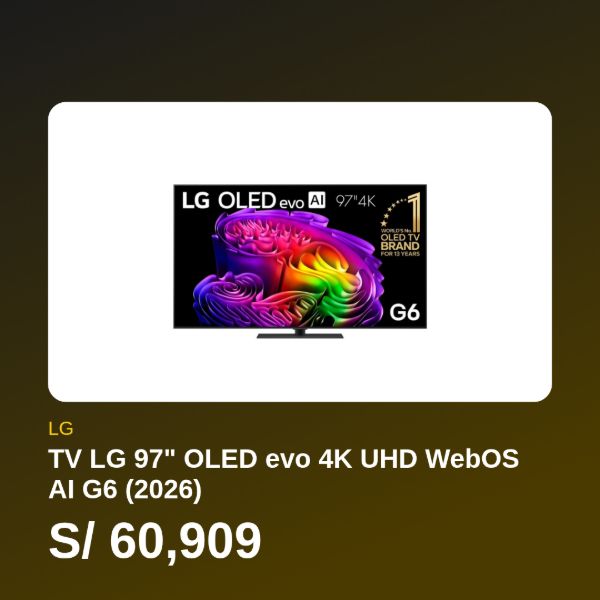 LG OLED evo AI 97"4K
WORLD'S No.1
OLED TV
BRAND
FOR 13 YEARS
G6
LG
TV LG 97" OLED evo 4K UHD WebOS
AI G6 (2026)
S/ 60,909